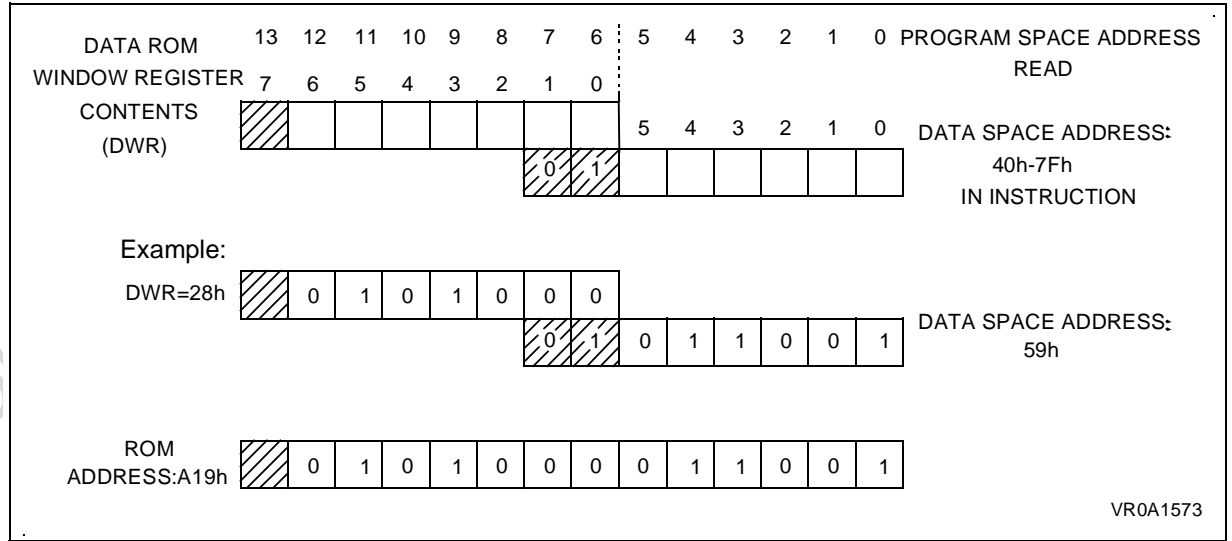 DATA ROM 13 12 11 10 9 8 7 6 5 4 3 2 1 0 PROGRAM SPACE ADDRESS
WINDOW REGISTER 7 6 5 4 3 2 1 0 READ
CONTENTS 5 4 3 2 1 0 DATA SPACE ADDRESS:
(DWR)
0 1 40h-7Fh
IN INSTRUCTION
Example:
DWR=28h 0 1 0 1 0 0 0
0 1 0 1 1 0 0 1 DATA SPACE ADDRESS:
59h
ROM
ADDRESS:A19h 0 1 0 1 0 0 0 0 1 1 0 0 1
VR0A1573